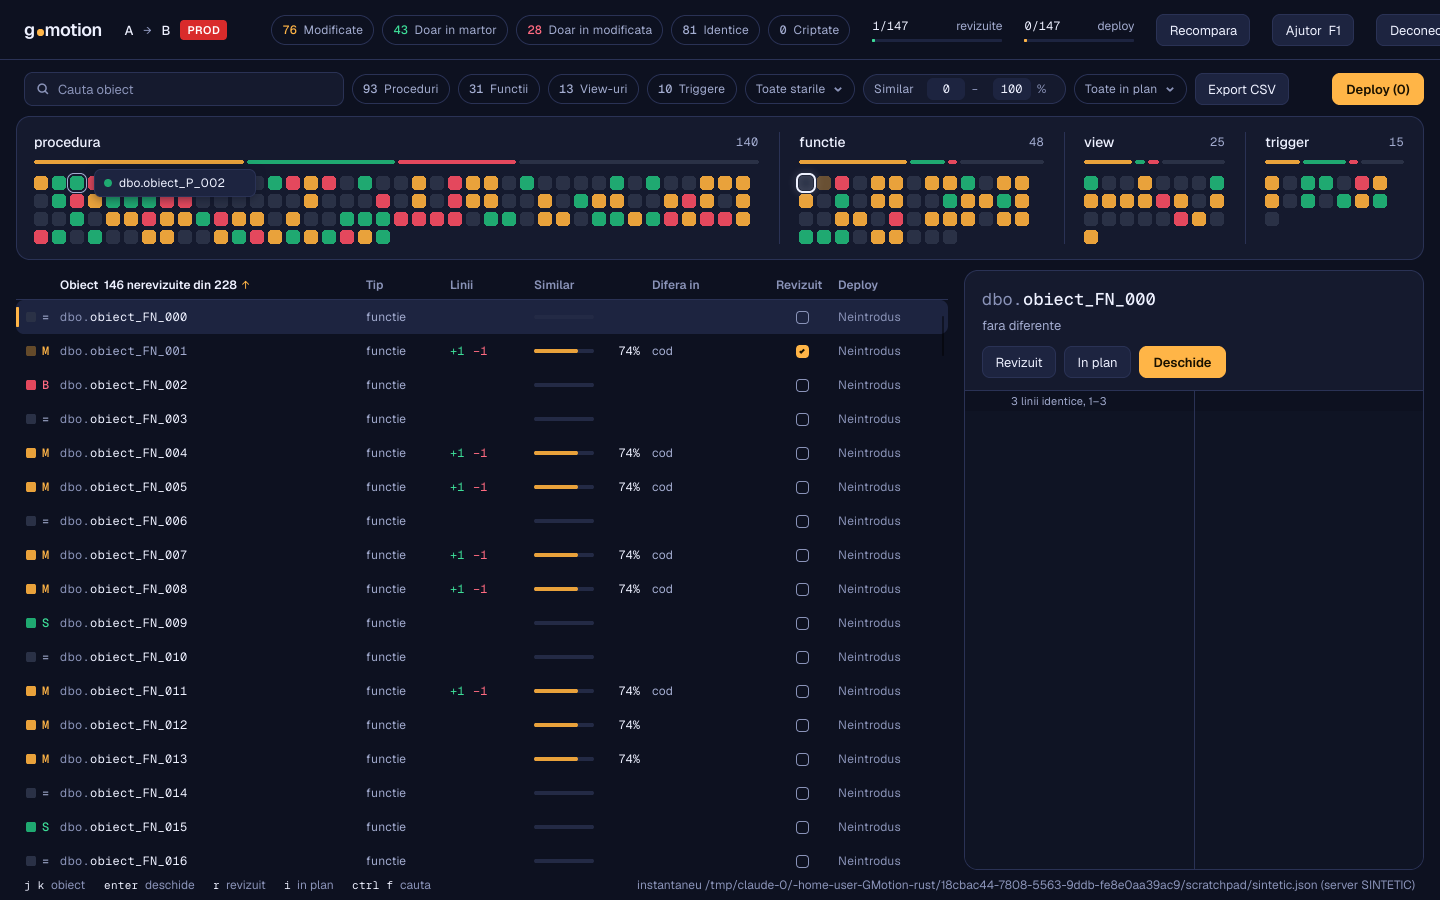 g●motion A → B PROD 76 Modificate 43 Doar in martor 28 Doar in modificata 81 Identice 0 Criptate 1/147 revizuite 0/147 deploy Recompara Ajutor F1 Deconec
Cauta obiect 93 Proceduri 31 Functii 13 View-uri 10 Triggere Toate starile Similar 0 – 100 % Toate in plan Export CSV Deploy (0)
procedura 140 functie 48 view 25 trigger 15
dbo.obiect_P_002
Obiect 146 nerevizuite din 228 ↑ Tip Linii Similar Difera in Revizuit Deploy
= dbo.obiect_FN_000 functie Neintrodus
M dbo.obiect_FN_001 functie +1 −1 74% cod Neintrodus
B dbo.obiect_FN_002 functie Neintrodus
= dbo.obiect_FN_003 functie Neintrodus
M dbo.obiect_FN_004 functie +1 −1 74% cod Neintrodus
M dbo.obiect_FN_005 functie +1 −1 74% cod Neintrodus
= dbo.obiect_FN_006 functie Neintrodus
M dbo.obiect_FN_007 functie +1 −1 74% cod Neintrodus
M dbo.obiect_FN_008 functie +1 −1 74% cod Neintrodus
S dbo.obiect_FN_009 functie Neintrodus
= dbo.obiect_FN_010 functie Neintrodus
M dbo.obiect_FN_011 functie +1 −1 74% cod Neintrodus
M dbo.obiect_FN_012 functie 74% Neintrodus
M dbo.obiect_FN_013 functie 74% Neintrodus
= dbo.obiect_FN_014 functie Neintrodus
S dbo.obiect_FN_015 functie Neintrodus
= dbo.obiect_FN_016 functie Neintrodus
dbo.obiect_FN_000
fara diferente
Revizuit In plan Deschide
3 linii identice, 1–3
j k obiect enter deschide r revizuit i in plan ctrl f cauta
instantaneu /tmp/claude-0/-home-user-GMotion-rust/18cbac44-7808-5563-9ddb-fe8e0aa39ac9/scratchpad/sintetic.json (server SINTETIC)